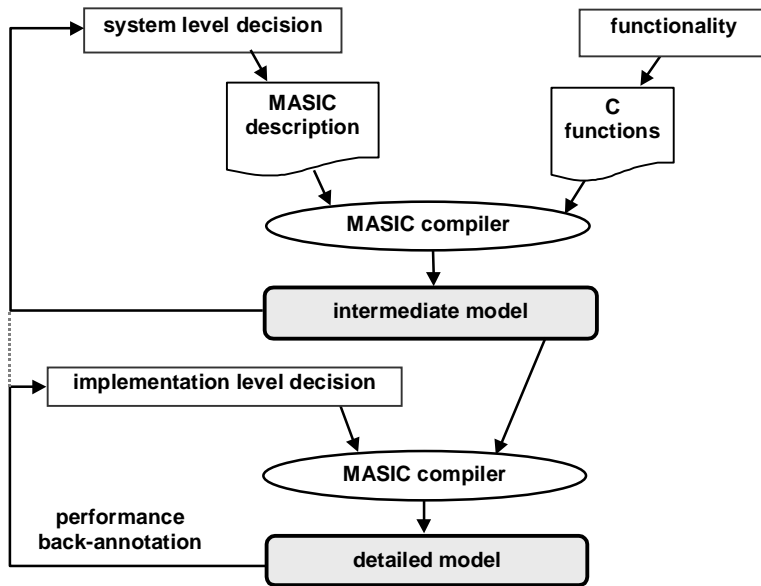 system level decision
functionality
MASIC
description
C
functions
MASIC compiler
intermediate model
implementation level decision
MASIC compiler
performance
back-annotation
detailed model